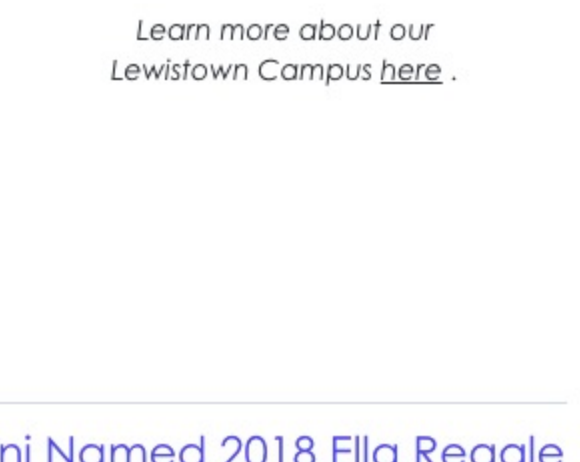 Learn more about our
Lewistown Campus here .
ni Named 2018 Ella Reagle